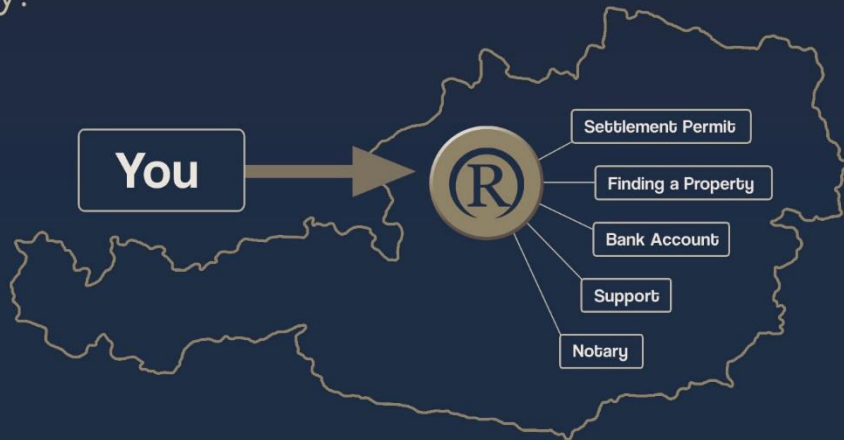 y.
You
R
Settlement Permit
Finding a Property
Bank Account
Support
Notary